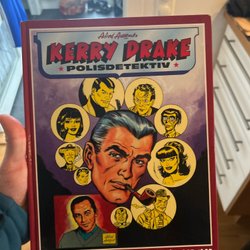 Alfred Andriola's
KERRY DRAKE
★ POLISDETEKTIV ★